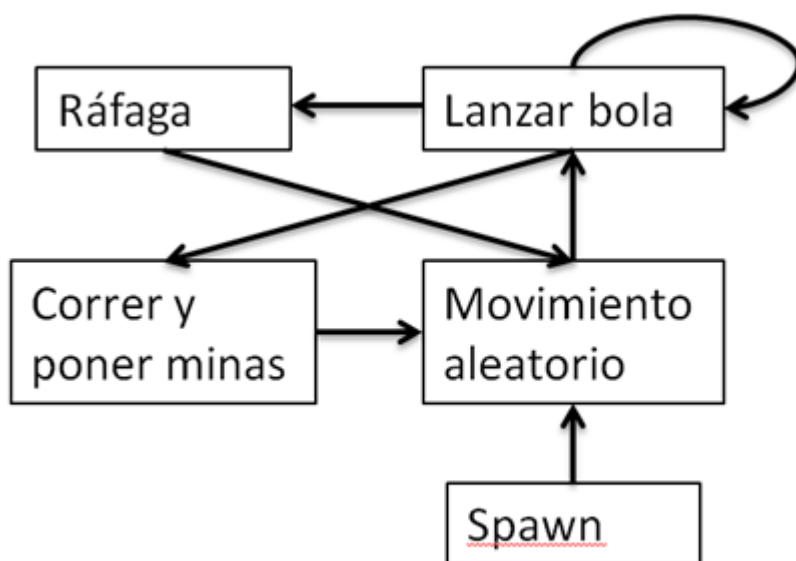 Ráfaga
Lanzar bola
Correr y
poner minas
Movimiento
aleatorio
Spawn